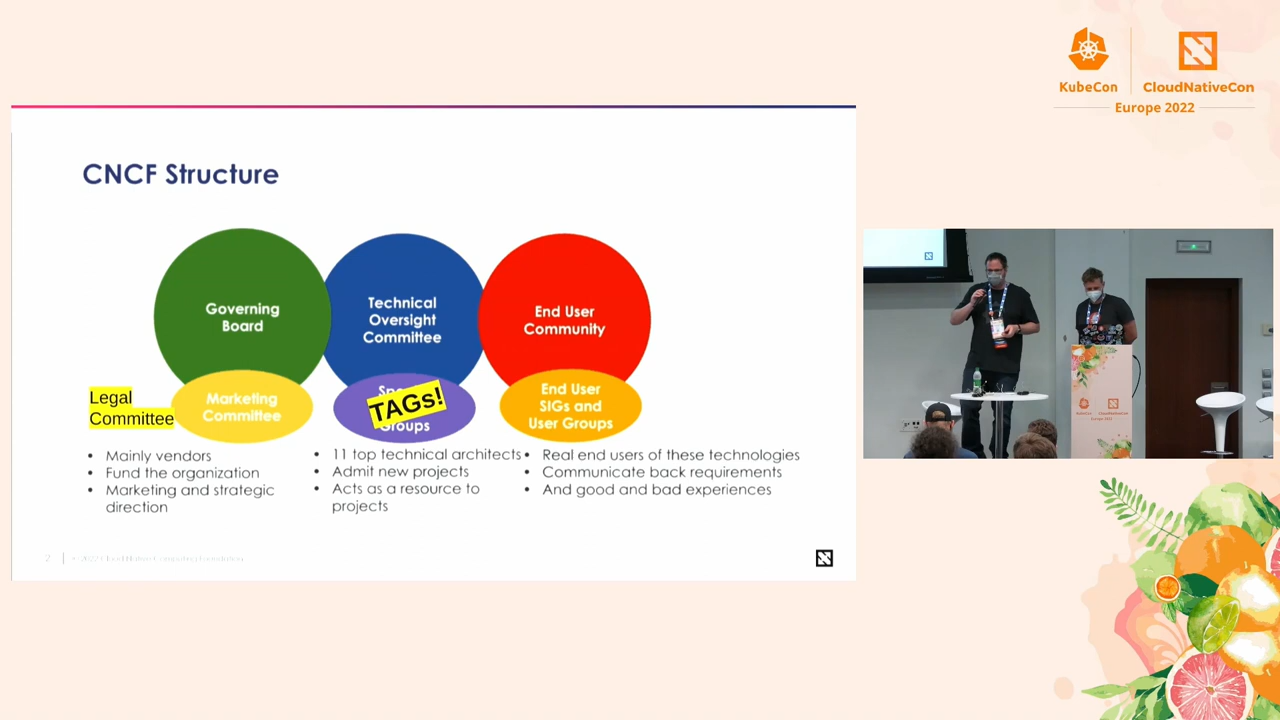 KubeCon
CloudNativeCon
Europe 2022
CNCF Structure
Governing
Board
Technical
Oversight
Committee
End User
Community
Legal
Committee
Marketing
Committee
TAGs!
Groups
End User
SIGs and
User Groups
• Mainly vendors
• Fund the organization
• Marketing and strategic
direction
• 11 top technical architects
• Admit new projects
• Acts as a resource to
projects
• Real end users of these technologies
• Communicate back requirements
• And good and bad experiences
2